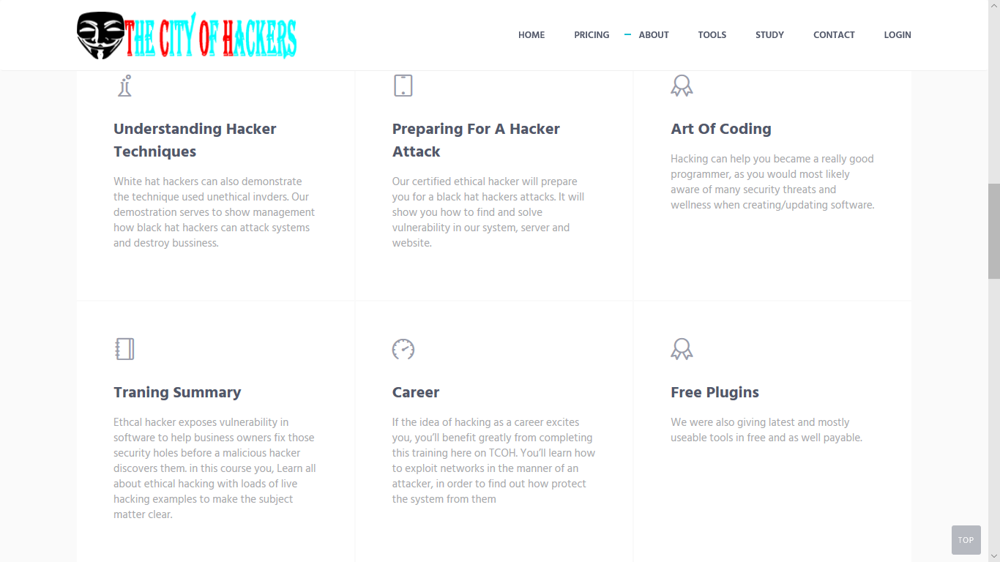 THE CITY OF HACKERS
HOME PRICING ABOUT TOOLS STUDY CONTACT LOGIN
Understanding Hacker
Techniques
White hat hackers can also demonstrate
the technique used unethical invders. Our
demostration serves to show management
how black hat hackers can attack systems
and destroy bussiness.
Preparing For A Hacker
Attack
Our certified ethical hacker will prepare
you for a black hat hackers attacks. It will
show you how to find and solve
vulnerability in our system, server and
website.
Art Of Coding
Hacking can help you became a really good
programmer, as you would most likely
aware of many security threats and
wellness when creating/updating software.
Traning Summary
Ethcal hacker exposes vulnerability in
software to help business owners fix those
security holes before a malicious hacker
discovers them. in this course you, Learn all
about ethical hacking with loads of live
hacking examples to make the subject
matter clear.
Career
If the idea of hacking as a career excites
you, you’ll benefit greatly from completing
this training here on TCOH. You’ll learn how
to exploit networks in the manner of an
attacker, in order to find out how protect
the system from them
Free Plugins
We were also giving latest and mostly
useable tools in free and as well payable.
TOP